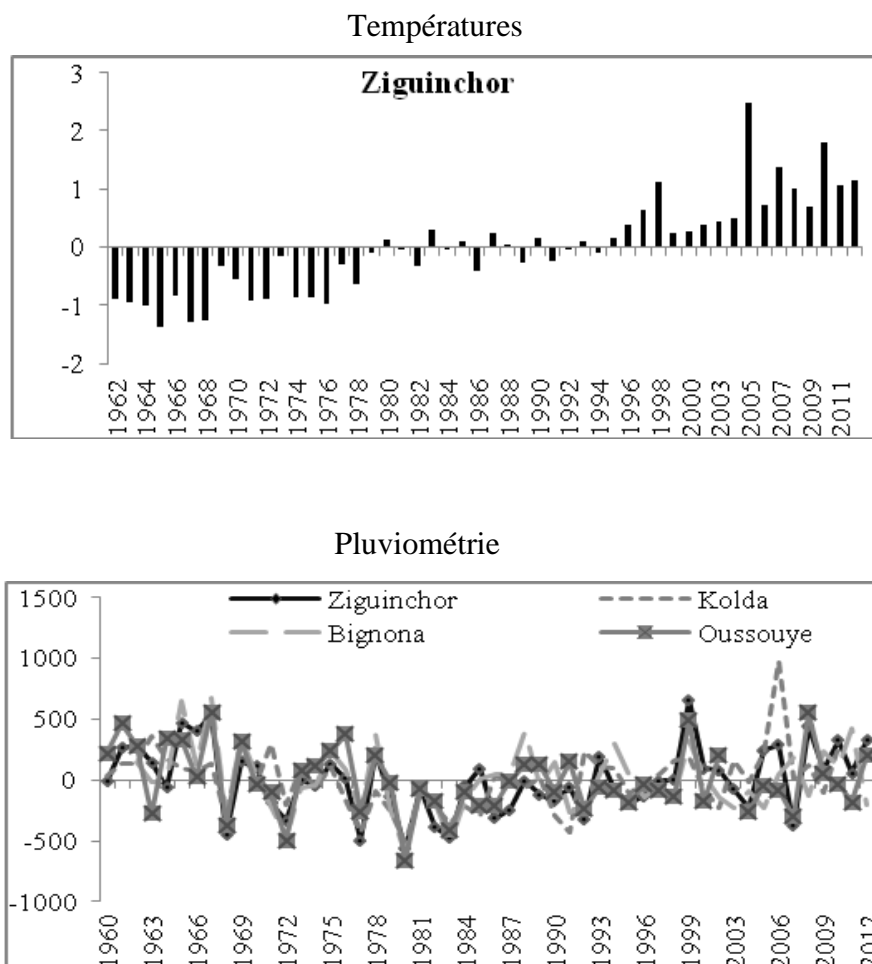 Températures
Ziguinchor
3
2
1
0
-1
-2
1962 1964 1966 1968 1970 1972 1974 1976 1978 1980 1982 1984 1986 1988 1990 1992 1994 1996 1998 2000 2003 2005 2007 2009 2011
Pluviométrie
1500 Ziguinchor Kolda
Bignona Oussouye
1000
500
0
-500
-1000
1960 1963 1966 1969 1972 1975 1978 1981 1984 1987 1990 1993 1996 1999 2003 2006 2009 2012